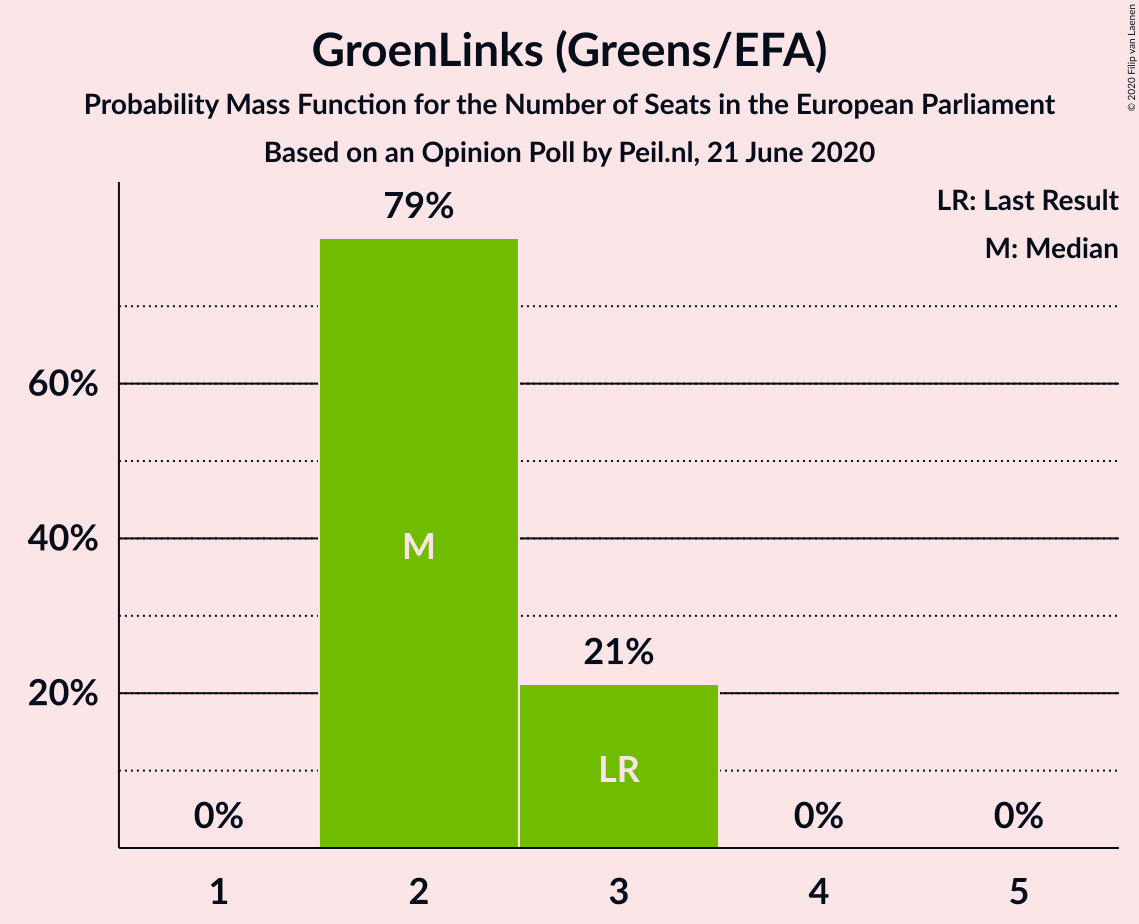 GroenLinks (Greens/EFA)
Probability Mass Function for the Number of Seats in the European Parliament
Based on an Opinion Poll by Peil.nl, 21 June 2020
© 2020 Filip van Laenen
LR: Last Result
M: Median
79%
60%
40%
M
21%
20%
LR
0%
0%
0%
1
2
3
4
5